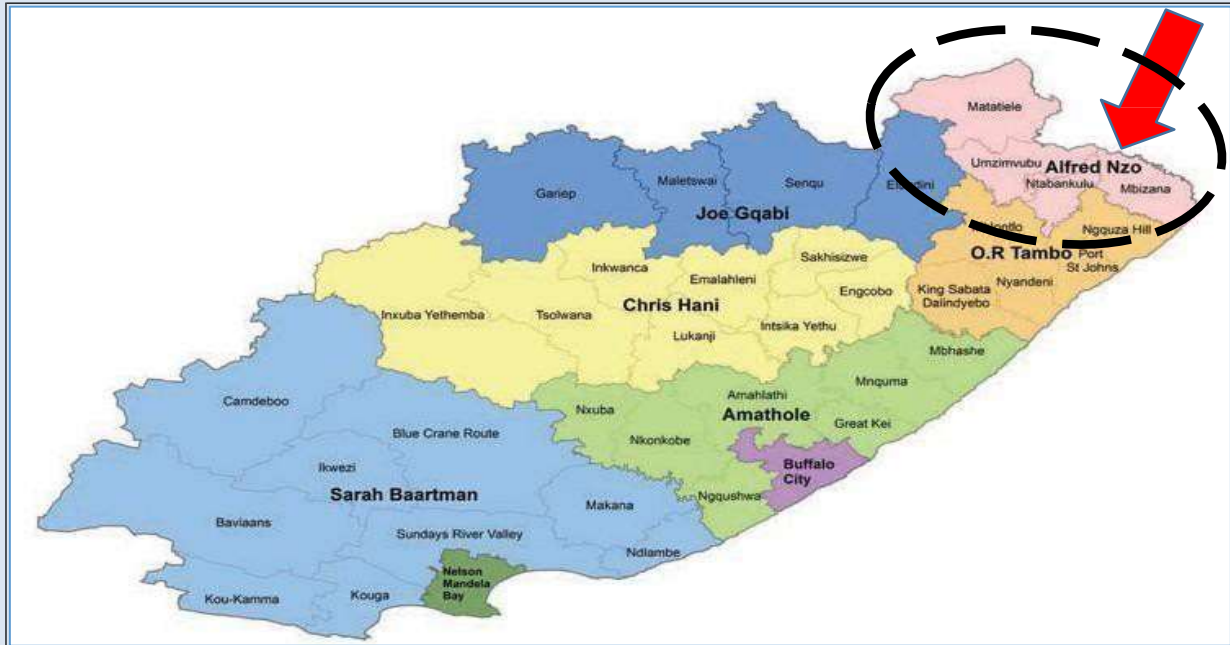 Matatiele
Umzimvubu
Alfred Nzo
Ntabankulu
Mbizana
Gariep
Maletswai
Senqu
Joe Gqabi
Ngquza Hill
O.R Tambo
Port
St Johns
Nyandeni
King Sabata
Dalindyebo
Sakhisizwe
Inkwanca
Emalahleni
Engcobo
Chris Hani
Inxuba Yethemba
Tsolwana
Lukanji
Intsika Yethu
Mbhashe
Mnquma
Amahlathi
Nxuba
Amathole
Great Kei
Nkonkobe
Buffalo
City
Ngqushwa
Camdeboo
Blue Crane Route
Ikwezi
Sarah Baartman
Makana
Baviaans
Sundays River Valley
Ndlambe
Nelson
Mandela
Bay
Kouga
Kou-Kamma